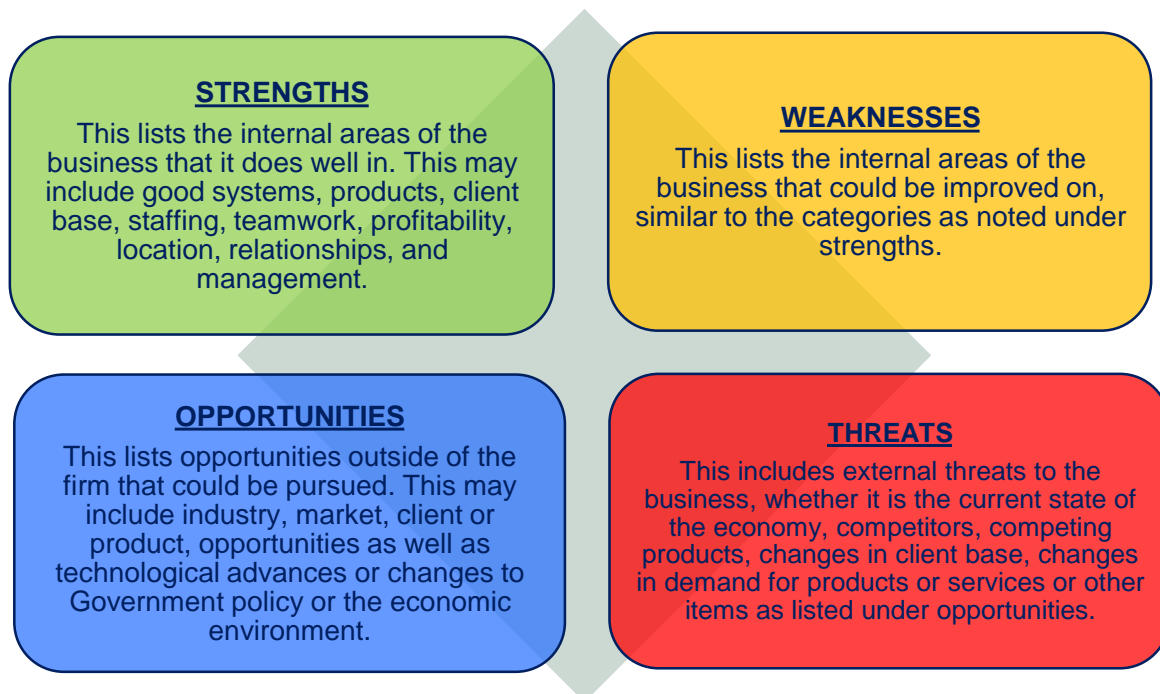 STRENGTHS
This lists the internal areas of the
business that it does well in. This may
include good systems, products, client
base, staffing, teamwork, profitability,
location, relationships, and
management.
WEAKNESSES
This lists the internal areas of the
business that could be improved on,
similar to the categories as noted under
strengths.
OPPORTUNITIES
This lists opportunities outside of the
firm that could be pursued. This may
include industry, market, client or
product, opportunities as well as
technological advances or changes to
Government policy or the economic
environment.
THREATS
This includes external threats to the
business, whether it is the current state of
the economy, competitors, competing
products, changes in client base, changes
in demand for products or services or other
items as listed under opportunities.